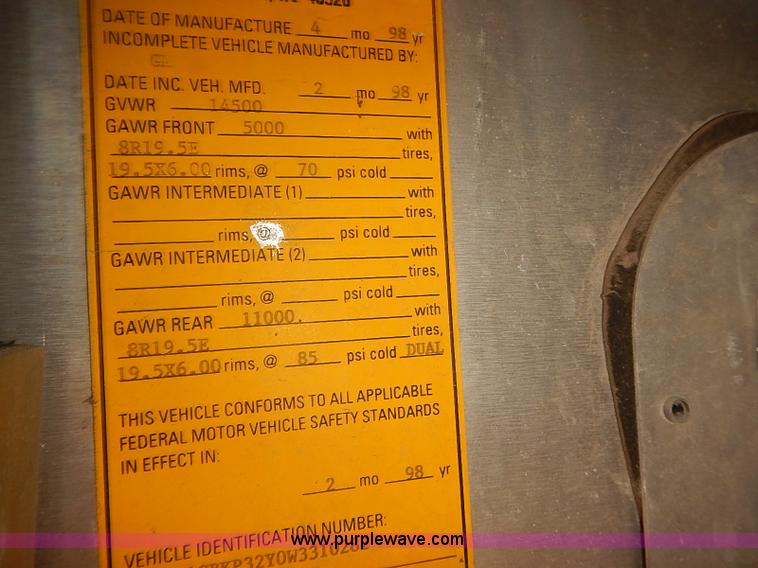 DATE OF MANUFACTURE 4 mo 98 yr
INCOMPLETE VEHICLE MANUFACTURED BY:
DATE INC. VEH. MFD. 2 mo 98 yr
GVWR 14500
GAWR FRONT 5000 with
8R19.5E tires,
19.5X6.00 rims, @ 70 psi cold
GAWR INTERMEDIATE (1) with
tires,
rims, @ psi cold
GAWR INTERMEDIATE (2) with
tires,
rims, @ psi cold
GAWR REAR 11000. with
8R19.5E tires,
19.5X6.00 rims, @ 85 psi cold DUAL
THIS VEHICLE CONFORMS TO ALL APPLICABLE
FEDERAL MOTOR VEHICLE SAFETY STANDARDS
IN EFFECT IN:
2 mo 98 yr
VEHICLE IDENTIFICATION NUMBER:
www.purplewave.com